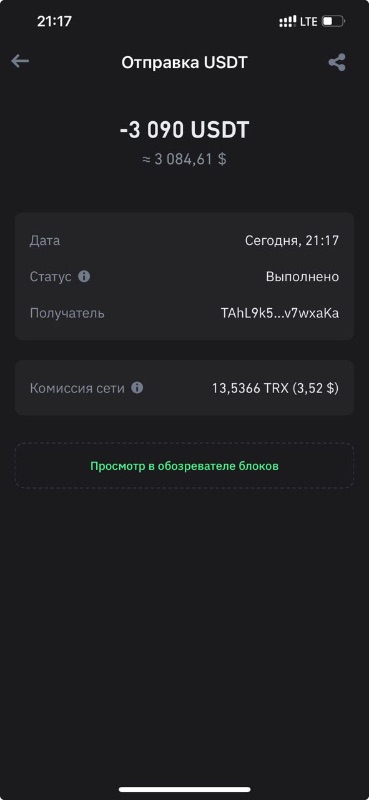 21:17
LTE
Отправка USDT
-3 090 USDT
≈ 3 084,61 $
Дата Сегодня, 21:17
Статус Выполнено
Получатель TAhL9k5...v7wxaKa
Комиссия сети 13,5366 TRX (3,52 $)
Просмотр в обозревателе блоков